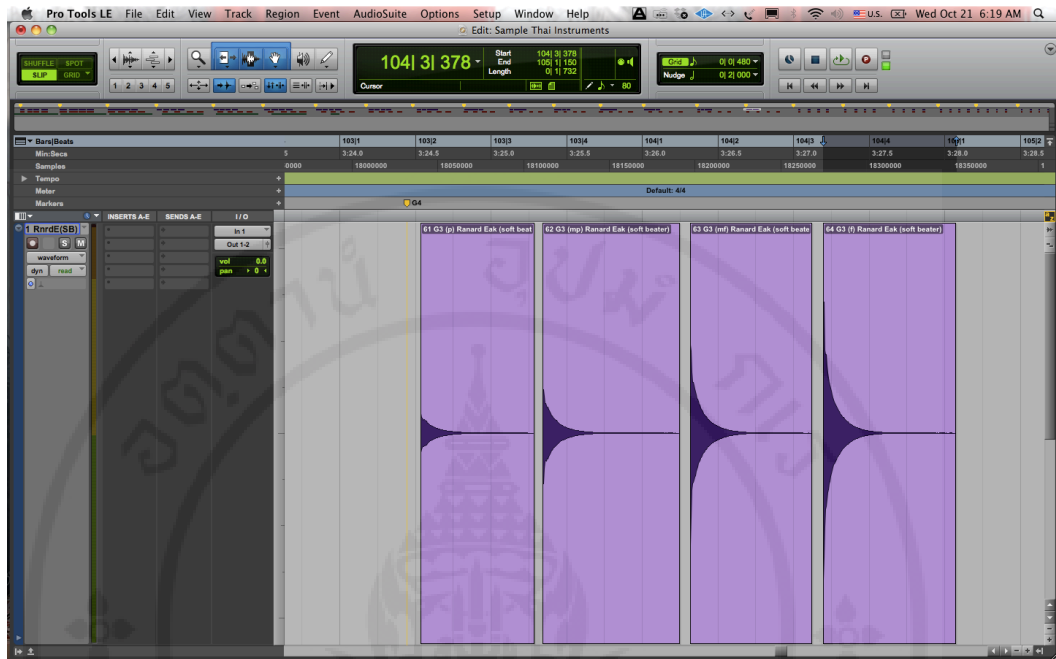 Pro Tools LE File Edit View Track Region Event AudioSuite Options Setup Window Help U.S. Wed Oct 21 6:19 AM
Edit: Sample Thai Instruments
SHUFFLE SPOT
SLIP GRID
1 2 3 4 5
104| 3| 378
Start 104| 3| 378
End 105| 1| 150
Length 0| 1| 732
Cursor
80
Grid 0| 0| 480
Nudge 0| 2| 000
Bars|Beats 103|1 103|2 103|3 103|4 104|1 104|2 104|3 104|4 105|1 105|2
Min:Secs 5 3:24.0 3:24.5 3:25.0 3:25.5 3:26.0 3:26.5 3:27.0 3:27.5 3:28.0 3:28.5
Samples 0000 18000000 18050000 18100000 18150000 18200000 18250000 18300000 18350000 1
Tempo
Meter Default: 4/4
Markers G4
INSERTS A-E SENDS A-E I / O
1 RnrdE(SB)
S M
waveform
dyn read
In 1
Out 1-2
vol 0.0
pan 0
61 G3 (p) Ranard Eak (soft beat
62 G3 (mp) Ranard Eak (soft beater)
63 G3 (mf) Ranard Eak (soft beate
64 G3 (f) Ranard Eak (soft beater)